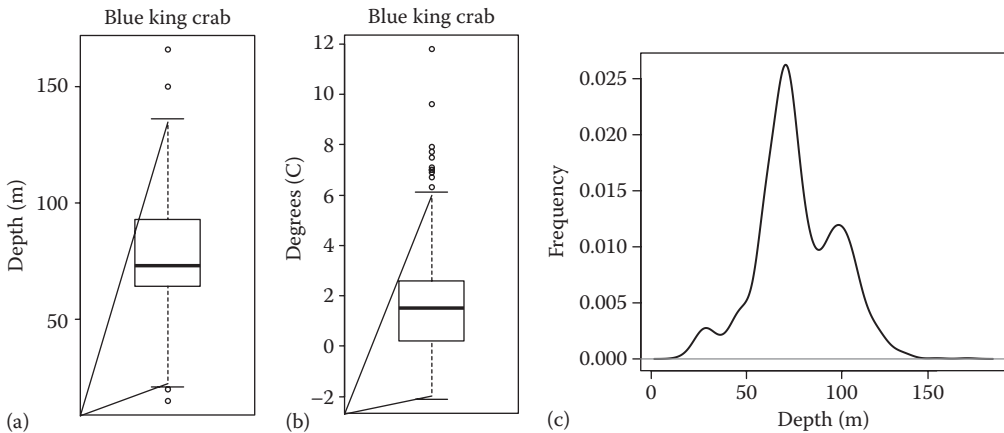 Blue king crab
150
100
50
Depth (m)
(a)
Blue king crab
12
10
8
6
4
2
0
−2
Degrees (C)
(b)
0.025
0.020
0.015
0.010
0.005
0.000
Frequency
0 50 100 150
Depth (m)
(c)